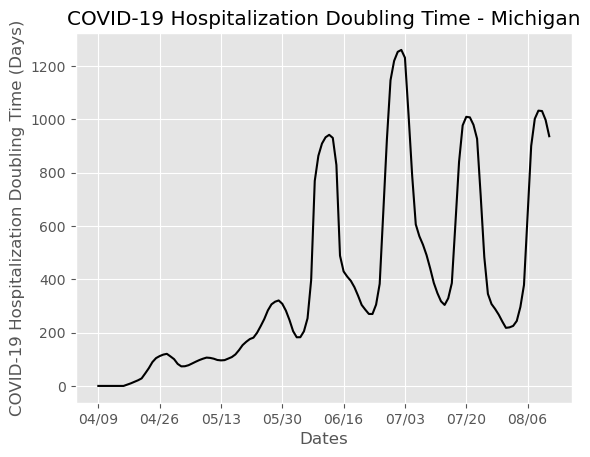 COVID-19 Hospitalization Doubling Time - Michigan
COVID-19 Hospitalization Doubling Time (Days)
1200
1000
800
600
400
200
0
04/09 04/26 05/13 05/30 06/16 07/03 07/20 08/06
Dates